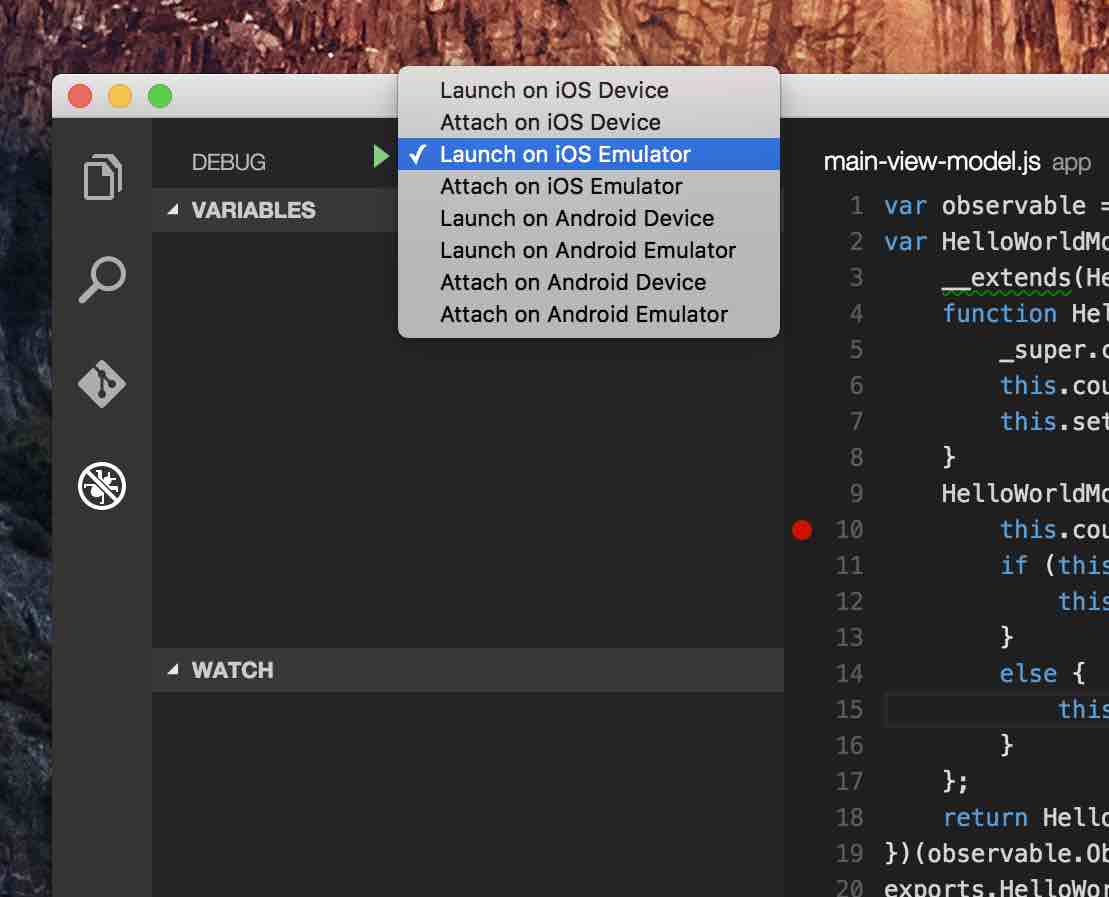 Launch on iOS Device
Attach on iOS Device
✓ Launch on iOS Emulator
Attach on iOS Emulator
Launch on Android Device
Launch on Android Emulator
Attach on Android Device
Attach on Android Emulator
DEBUG
VARIABLES
WATCH
main-view-model.js app
1 var observable =
2 var HelloWorldMo
3 __extends(He
4 function Hel
5 _super.c
6 this.cou
7 this.set
8 }
9 HelloWorldMo
10 this.cou
11 if (this
12 this
13 }
14 else {
15 this
16 }
17 };
18 return Hello
19 })(observable.Ob
20 exports.HelloWor